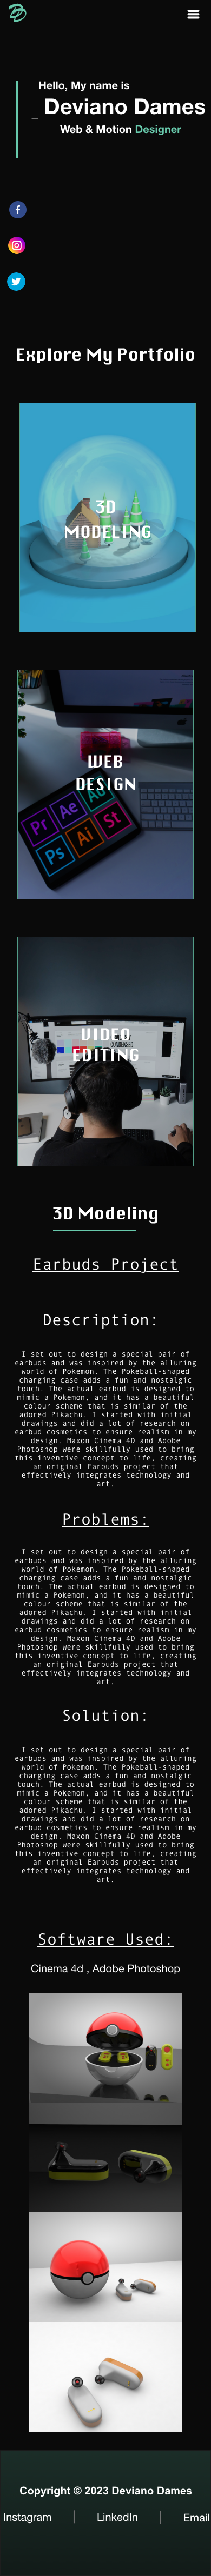 Hello, My name is
Deviano Dames
Web & Motion Designer
Explore My Portfolio
3D
MODELING
WEB
DESIGN
Pr Ae Au
Ps Ai St
VIDEO
EDITING
3D Modeling
Earbuds Project
Description:
I set out to design a special pair of
earbuds and was inspired by the alluring
world of Pokemon. The Pokeball-shaped
charging case adds a fun and nostalgic
touch. The actual earbud is designed to
mimic a Pokemon, and it has a beautiful
colour scheme that is similar of the
adored Pikachu. I started with initial
drawings and did a lot of research on
earbud cosmetics to ensure realism in my
design. Maxon Cinema 4D and Adobe
Photoshop were skillfully used to bring
this inventive concept to life, creating
an original Earbuds project that
effectively integrates technology and
art.
Problems:
I set out to design a special pair of
earbuds and was inspired by the alluring
world of Pokemon. The Pokeball-shaped
charging case adds a fun and nostalgic
touch. The actual earbud is designed to
mimic a Pokemon, and it has a beautiful
colour scheme that is similar of the
adored Pikachu. I started with initial
drawings and did a lot of research on
earbud cosmetics to ensure realism in my
design. Maxon Cinema 4D and Adobe
Photoshop were skillfully used to bring
this inventive concept to life, creating
an original Earbuds project that
effectively integrates technology and
art.
Solution:
I set out to design a special pair of
earbuds and was inspired by the alluring
world of Pokemon. The Pokeball-shaped
charging case adds a fun and nostalgic
touch. The actual earbud is designed to
mimic a Pokemon, and it has a beautiful
colour scheme that is similar of the
adored Pikachu. I started with initial
drawings and did a lot of research on
earbud cosmetics to ensure realism in my
design. Maxon Cinema 4D and Adobe
Photoshop were skillfully used to bring
this inventive concept to life, creating
an original Earbuds project that
effectively integrates technology and
art.
Software Used:
Cinema 4d , Adobe Photoshop
Copyright © 2023 Deviano Dames
Instagram | LinkedIn | Email